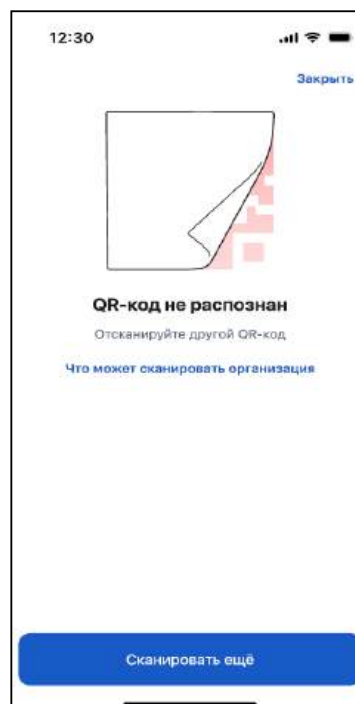 12:30
Закрыть
QR-код не распознан
Отсканируйте другой QR-код
Что может сканировать организация
Сканировать ещё